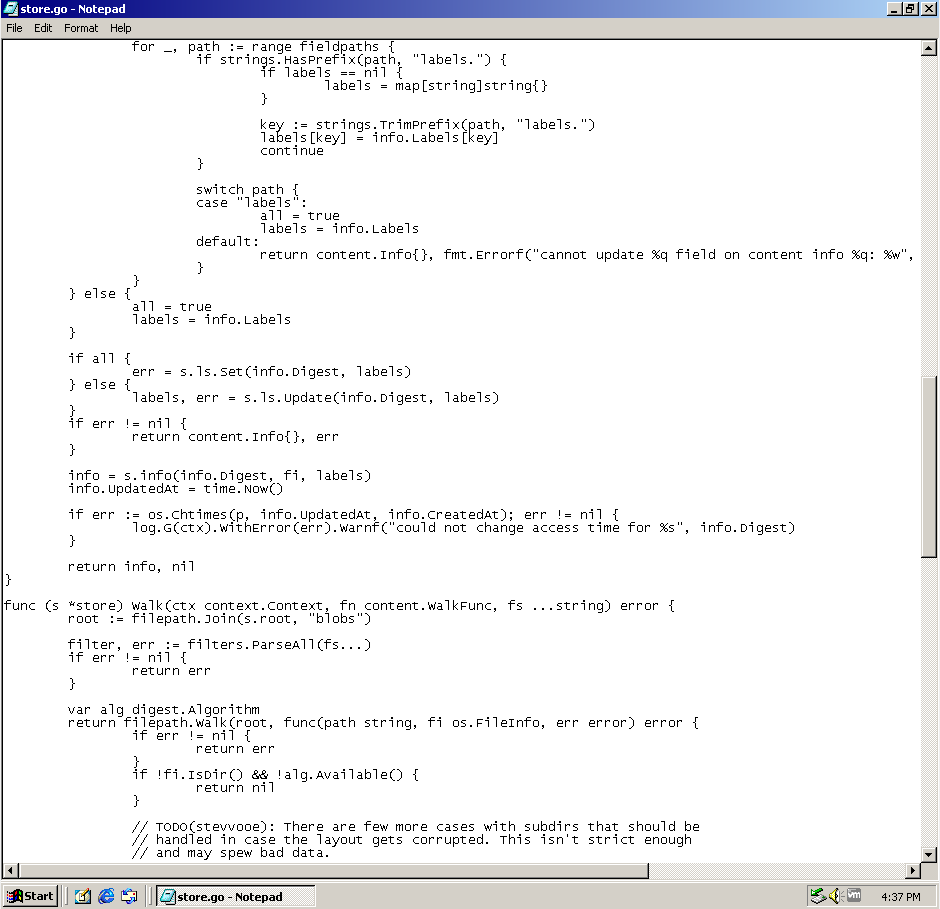 store.go - Notepad
File Edit Format Help
                for _, path := range fieldpaths {
                        if strings.HasPrefix(path, "labels.") {
                                if labels == nil {
                                        labels = map[string]string{}
                                }

                                key := strings.TrimPrefix(path, "labels.")
                                labels[key] = info.Labels[key]
                                continue
                        }

                        switch path {
                        case "labels":
                                all = true
                                labels = info.Labels
                        default:
                                return content.Info{}, fmt.Errorf("cannot update %q field on content info %q: %w",
                        }
                }
        } else {
                all = true
                labels = info.Labels
        }

        if all {
                err = s.ls.Set(info.Digest, labels)
        } else {
                labels, err = s.ls.Update(info.Digest, labels)
        }
        if err != nil {
                return content.Info{}, err
        }

        info = s.info(info.Digest, fi, labels)
        info.UpdatedAt = time.Now()

        if err := os.Chtimes(p, info.UpdatedAt, info.CreatedAt); err != nil {
                log.G(ctx).WithError(err).Warnf("could not change access time for %s", info.Digest)
        }

        return info, nil
}

func (s *store) Walk(ctx context.Context, fn content.WalkFunc, fs ...string) error {
        root := filepath.Join(s.root, "blobs")

        filter, err := filters.ParseAll(fs...)
        if err != nil {
                return err
        }

        var alg digest.Algorithm
        return filepath.Walk(root, func(path string, fi os.FileInfo, err error) error {
                if err != nil {
                        return err
                }
                if !fi.IsDir() && !alg.Available() {
                        return nil
                }

                // TODO(stevvooe): There are few more cases with subdirs that should be
                // handled in case the layout gets corrupted. This isn't strict enough
                // and may spew bad data.
Start
store.go - Notepad
vm
4:37 PM